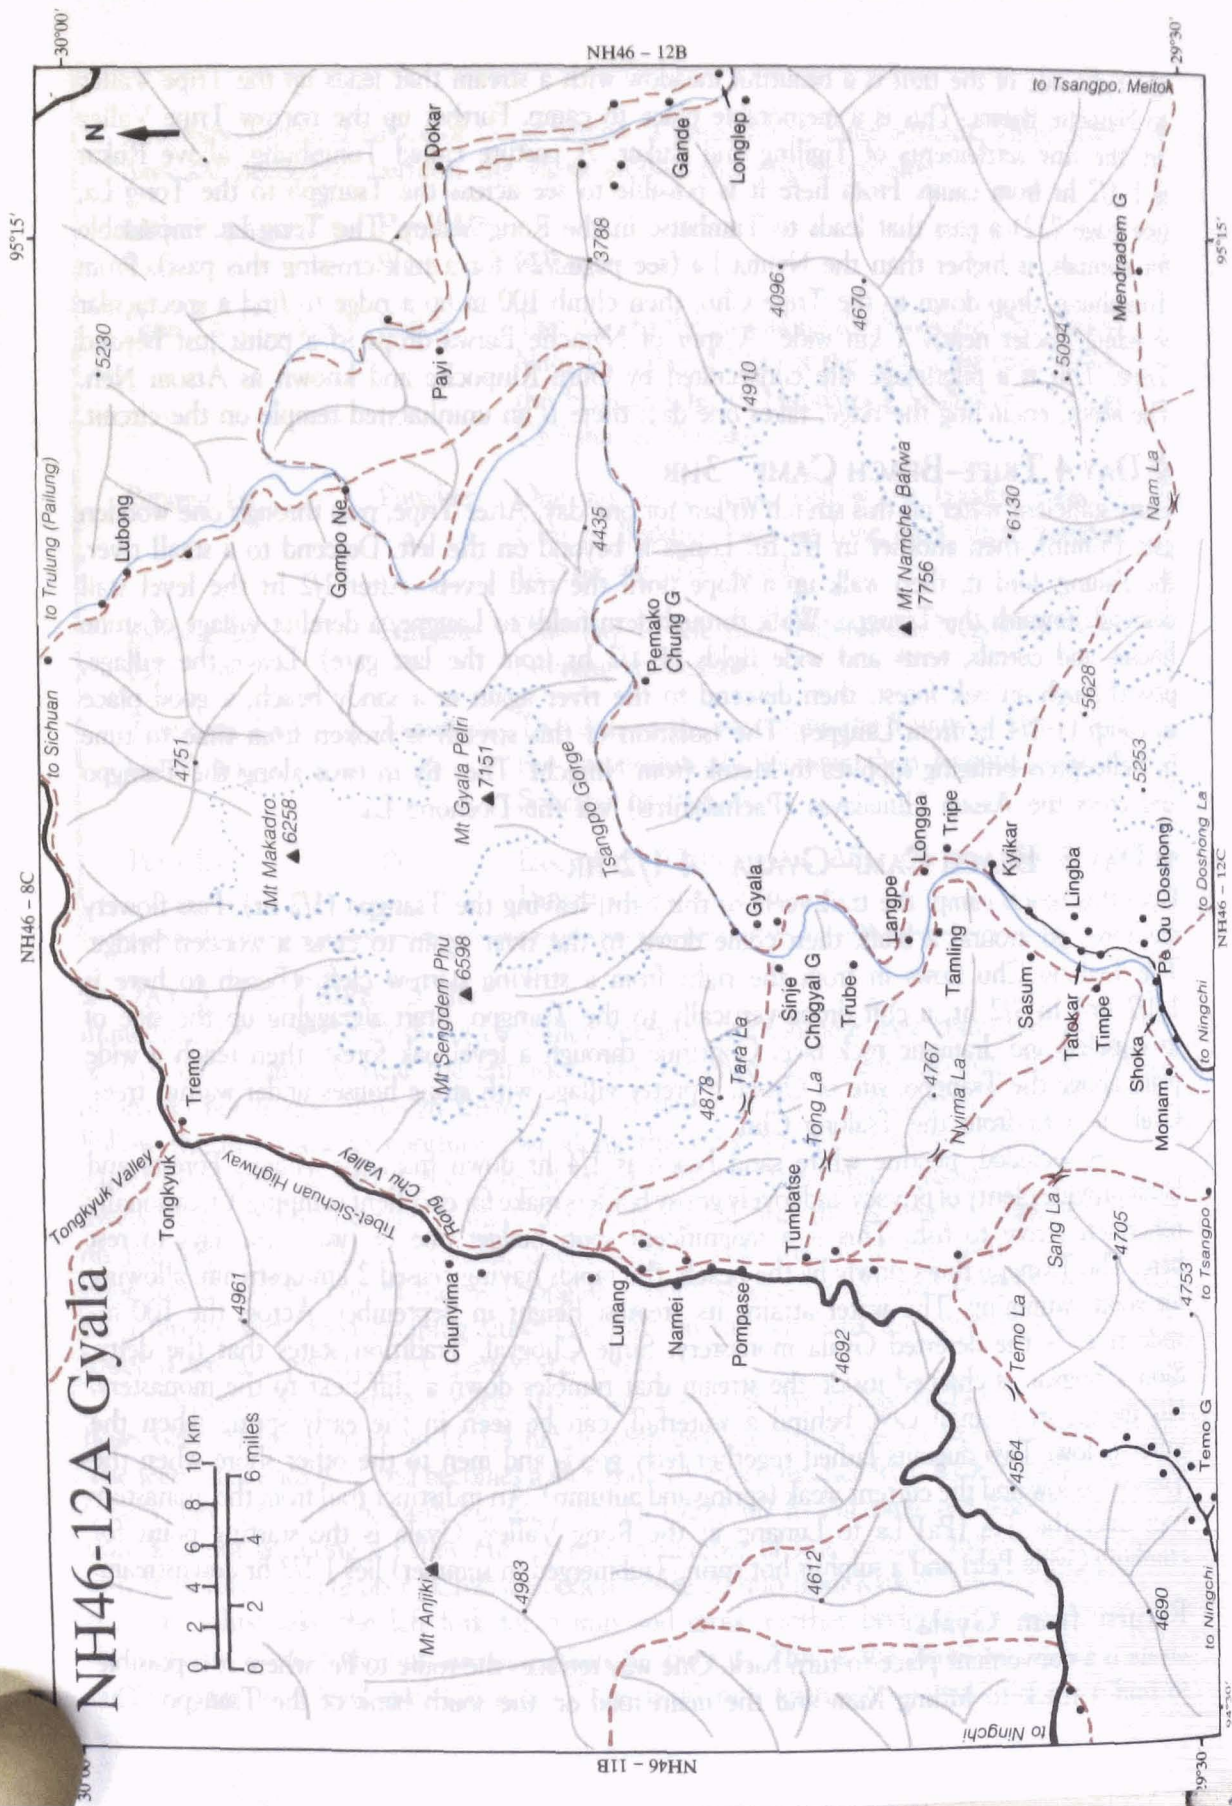 NH46-12A Gyala
0 2 4 6 8 10 km
0 2 4 6 miles
N
NH46 – 8C
NH46 – 12B
NH46 – 12C
NH46 – 11B
30°00'
95°15'
30°00'
29°30'
95°15'
29°30'
to Sichuan
to Trulung (Pailung)
Tongkyuk Valley
Tongkyuk
Tremo
Tibet-Sichuan Highway
Rong Chu Valley
4961
4751
5230
Mt Makadro
6258
Lubong
Gompo Ne
Payi
Dokar
Mt Anjiki
4983
Chunyima
Mt Sengdem Phu
6598
Mt Gyala Pelri
7151
4435
3788
Tsangpo Gorge
Pemako
Chung G
Gande
Longlep
Lunang
Namei
Pompase
Tumbatse
4878
Tara La
Gyala
Sinje
Chogyal G
Trube
Tong La
4910
4096
4670
Mt Namche Barwa
7756
4612
4692
4767
Nyima La
Langpe
Longga
Tripe
Tamling
Kyikar
6130
5094
Mendradem G
Nam La
to Tsangpo, Meitok
4564
Temo La
Sang La
4705
Sasum
Lingba
Tatokar
Timpe
Shoka
Moniam
Pe Qu (Doshong)
5628
5253
4690
Temo G
4753
to Ningchi
to Ningchi
to Tsangpo
to Ningchi
to Doshong La